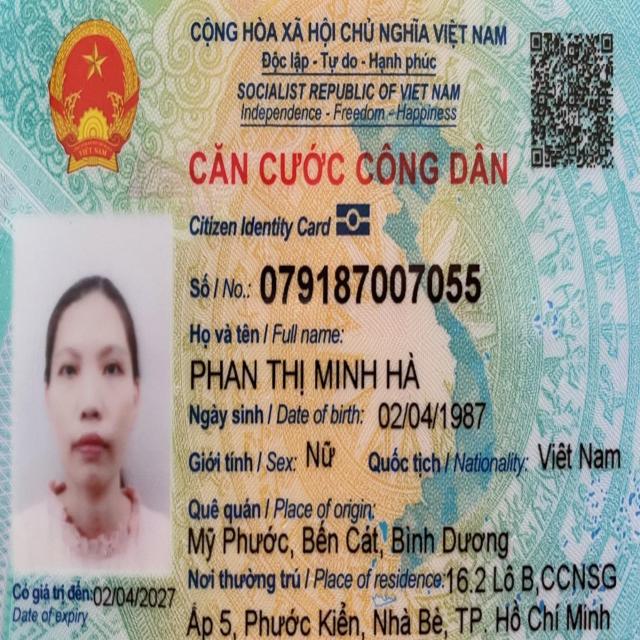 CỘNG HÒA XÃ HỘI CHỦ NGHĨA VIỆT NAM
Độc lập - Tự do - Hạnh phúc
SOCIALIST REPUBLIC OF VIET NAM
Independence - Freedom - Happiness
CĂN CƯỚC CÔNG DÂN
Citizen Identity Card
Số / No.: 079187007055
Họ và tên / Full name:
PHAN THỊ MINH HÀ
Ngày sinh / Date of birth: 02/04/1987
Giới tính / Sex: Nữ Quốc tịch / Nationality: Việt Nam
Quê quán / Place of origin:
Mỹ Phước, Bến Cát, Bình Dương
Nơi thường trú / Place of residence: 16.2 Lô B,CCNSG
Ấp 5, Phước Kiển, Nhà Bè, TP. Hồ Chí Minh
Có giá trị đến: 02/04/2027
Date of expiry
VIỆT NAM